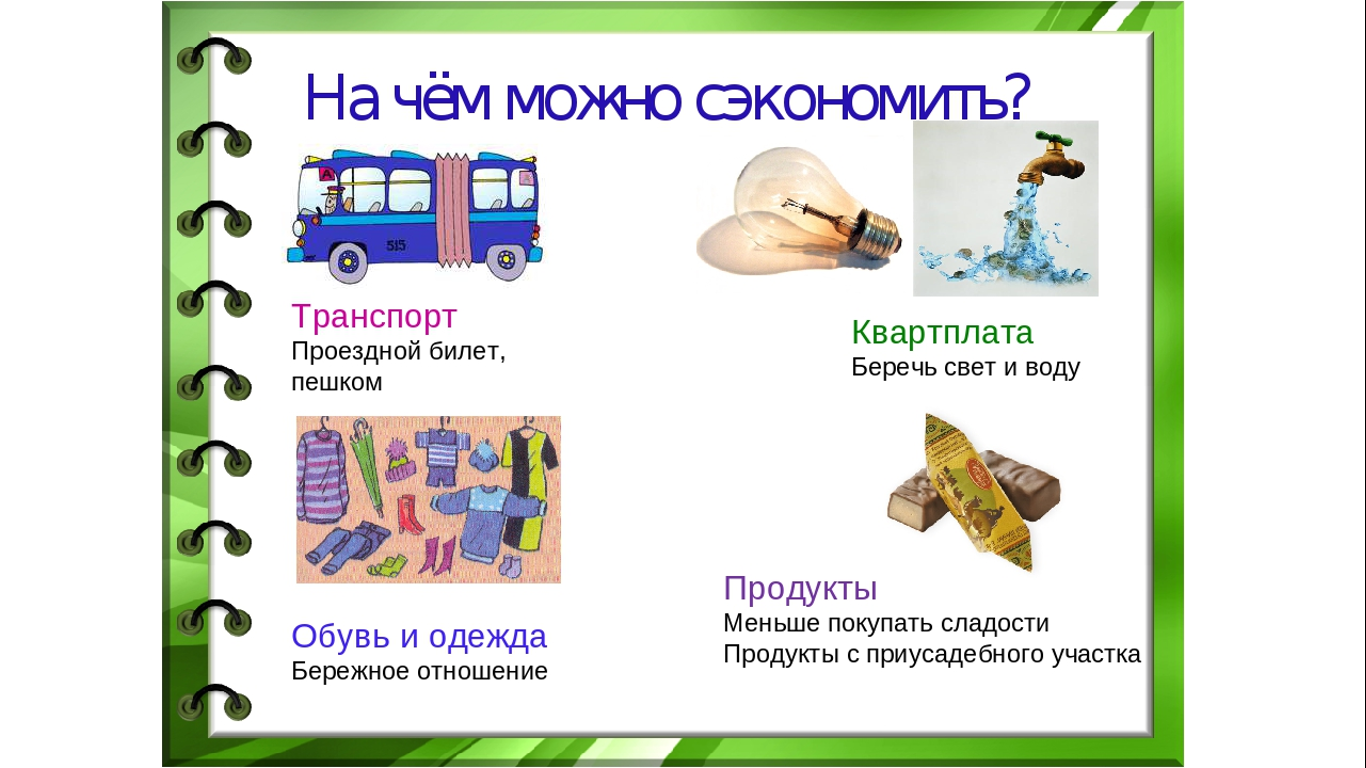 На чём можно сэкономить?
А
515
Транспорт
Проездной билет,
пешком
Квартплата
Беречь свет и воду
Обувь и одежда
Бережное отношение
Продукты
Меньше покупать сладости
Продукты с приусадебного участка